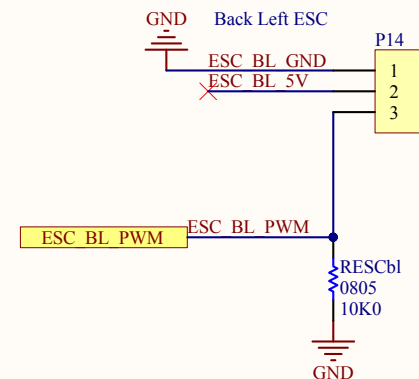 GND Back Left ESC
P14
ESC_BL_GND 1
ESC_BL_5V 2
3
ESC_BL_PWM ESC_BL_PWM
RESCbl
0805
10K0
GND